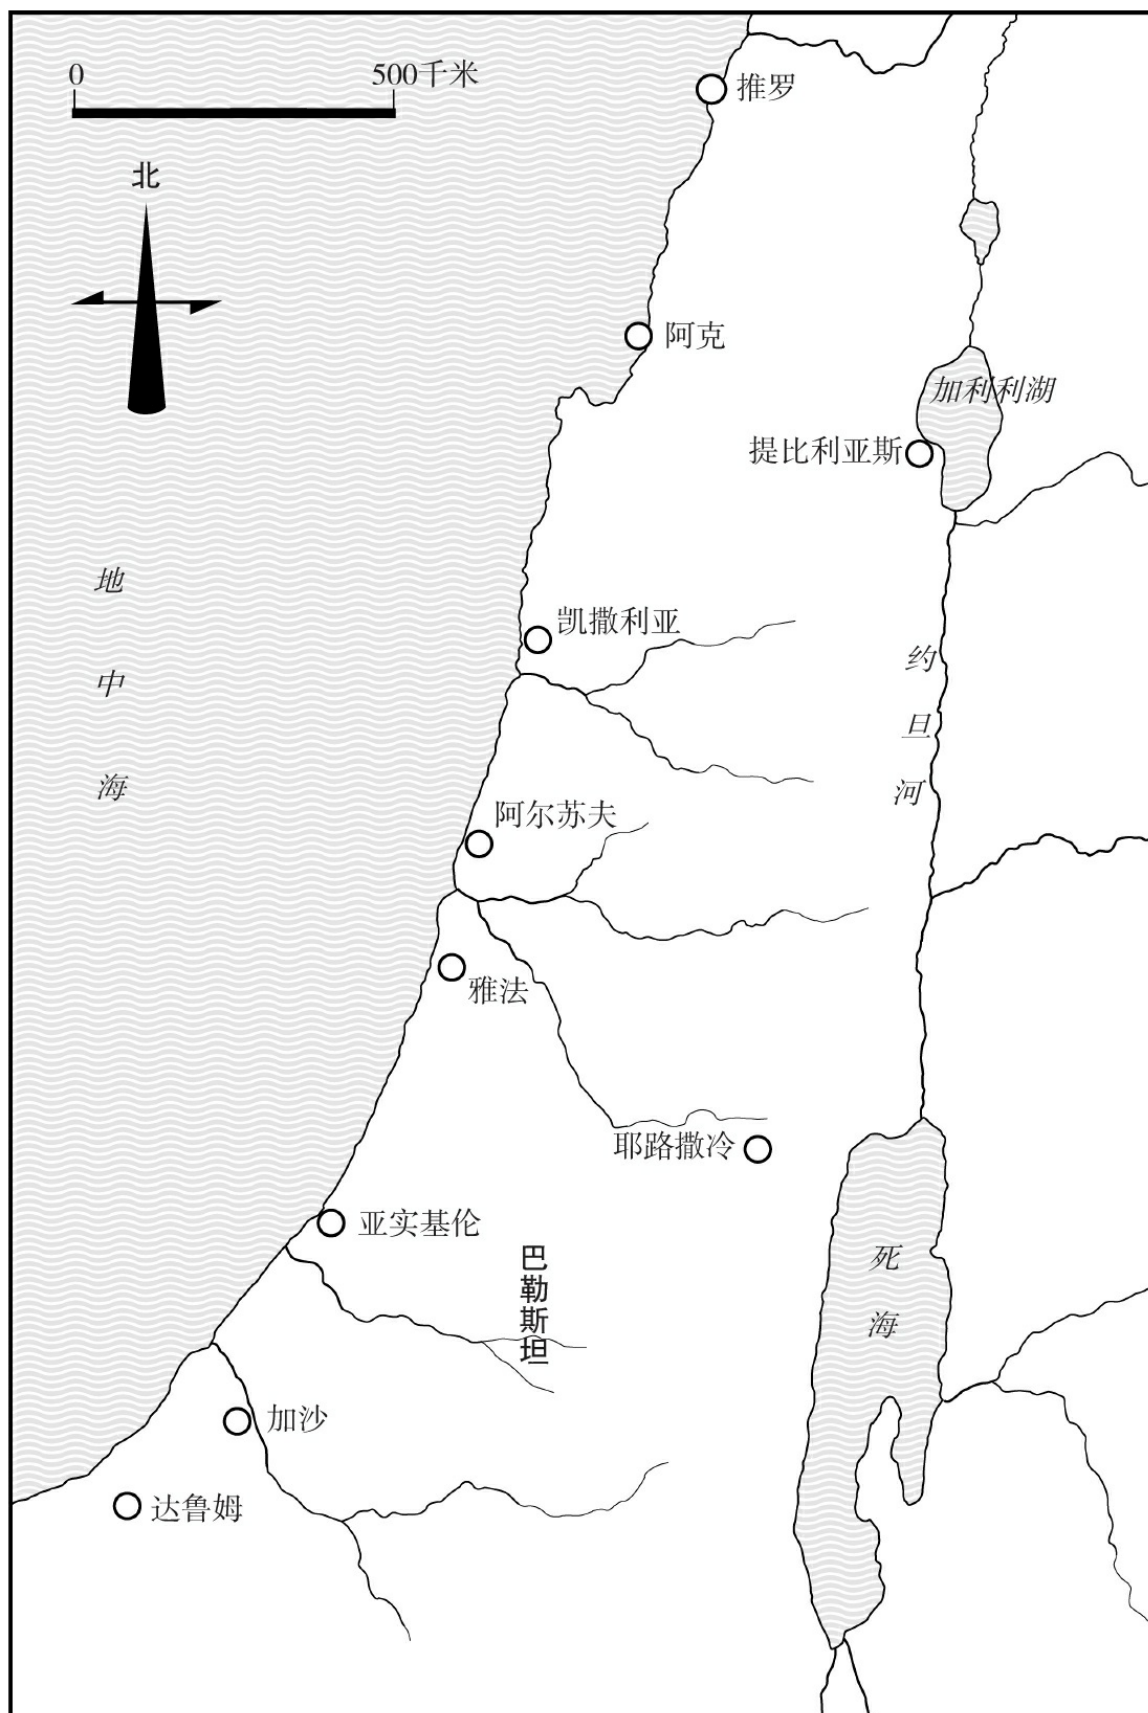 0 500千米
推罗
北
阿克
加利利湖
提比利亚斯
地中海
凯撒利亚
约旦河
阿尔苏夫
雅法
耶路撒冷
亚实基伦
巴勒斯坦
死海
加沙
达鲁姆